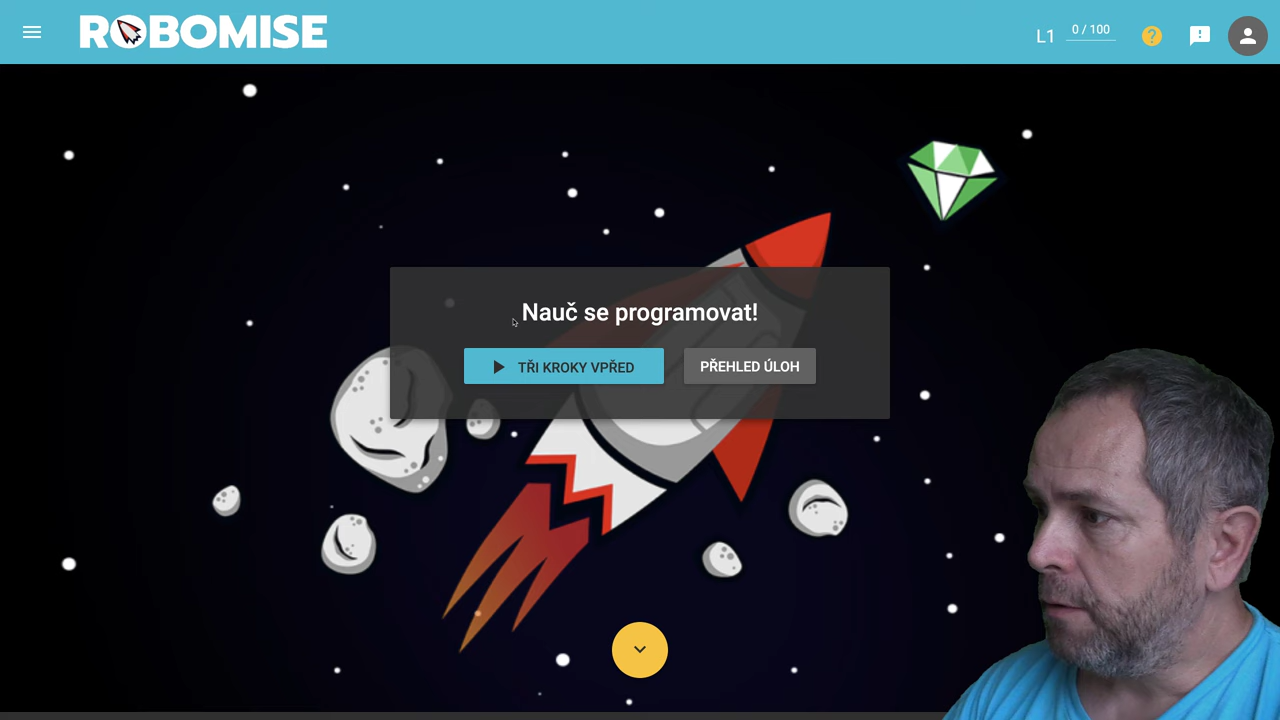 ROBOMISE
L1
0 / 100
Nauč se programovat!
TŘI KROKY VPŘED
PŘEHLED ÚLOH